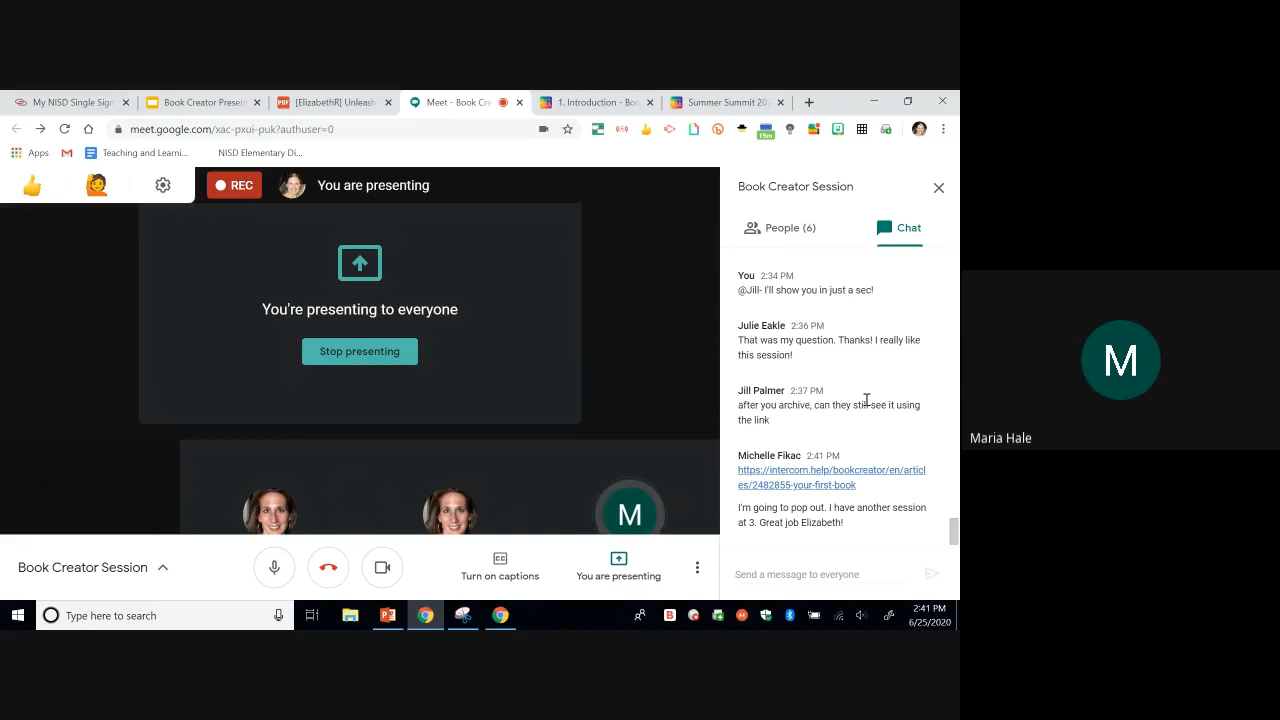 My NISD Single Sig
Book Creator Presen
PDF
[ElizabethR] Unleash
Meet - Book Cre
1. Introduction - Boo
Summer Summit 202
meet.google.com/xac-pxui-puk?authuser=0
19m
Apps
Teaching and Learni...
NISD Elementary Di...
REC
You are presenting
Book Creator Session
People (6)
Chat
You're presenting to everyone
Stop presenting
You 2:34 PM
@Jill- I'll show you in just a sec!
Julie Eakle 2:36 PM
That was my question. Thanks! I really like
this session!
Jill Palmer 2:37 PM
after you archive, can they still see it using
the link
Michelle Fikac 2:41 PM
https://intercom.help/bookcreator/en/articl
es/2482855-your-first-book
I'm going to pop out. I have another session
at 3. Great job Elizabeth!
M
M
Maria Hale
Book Creator Session
CC
Turn on captions
You are presenting
Send a message to everyone
Type here to search
2:41 PM
6/25/2020